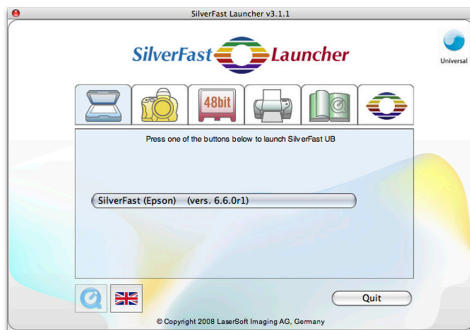 SilverFast Launcher v3.1.1
SilverFast Launcher
Universal
48bit
Press one of the buttons below to launch SilverFast UB
SilverFast (Epson) (vers. 6.6.0r1)
Quit
© Copyright 2008 LaserSoft Imaging AG, Germany